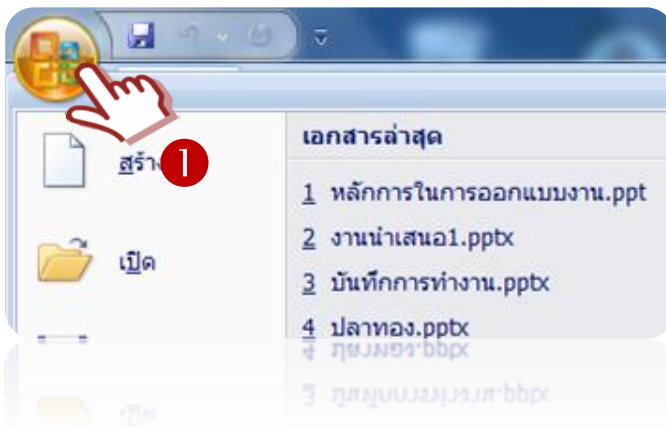 1
สร้าง
เปิด
เอกสารล่าสุด
1 หลักการในการออกแบบงาน.ppt
2 งานนำเสนอ1.pptx
3 บันทึกการทำงาน.pptx
4 ปลาทอง.pptx